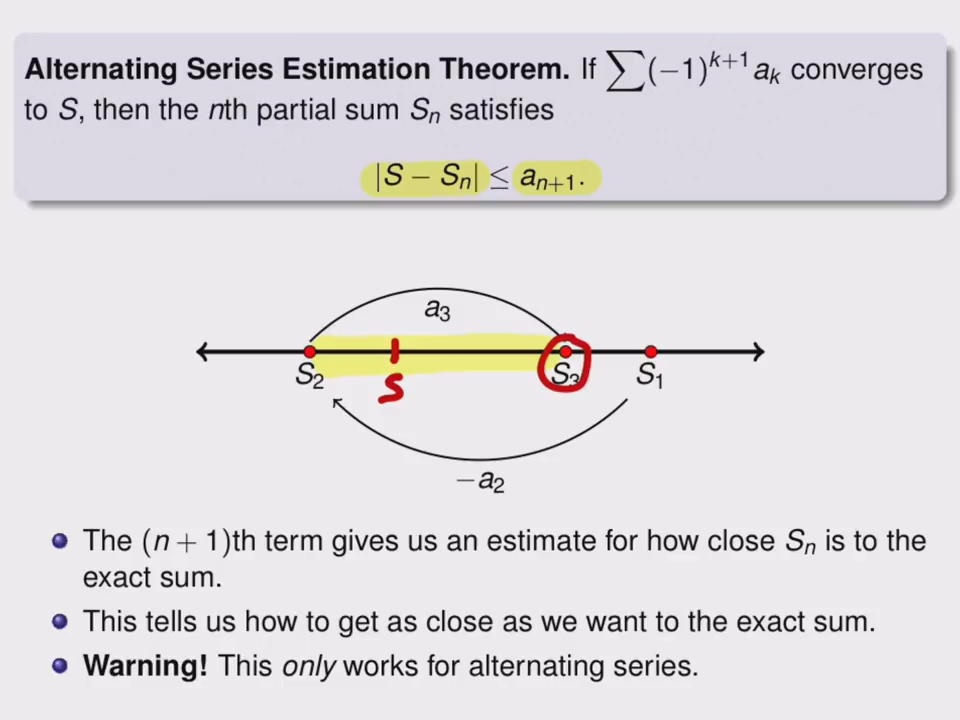 Alternating Series Estimation Theorem. If ∑(−1)^{k+1} a_k converges
to S, then the nth partial sum S_n satisfies
|S − S_n| ≤ a_{n+1}.
a_3
S_2 S S_3 S_1
−a_2
The (n + 1)th term gives us an estimate for how close S_n is to the
exact sum.
This tells us how to get as close as we want to the exact sum.
Warning! This only works for alternating series.